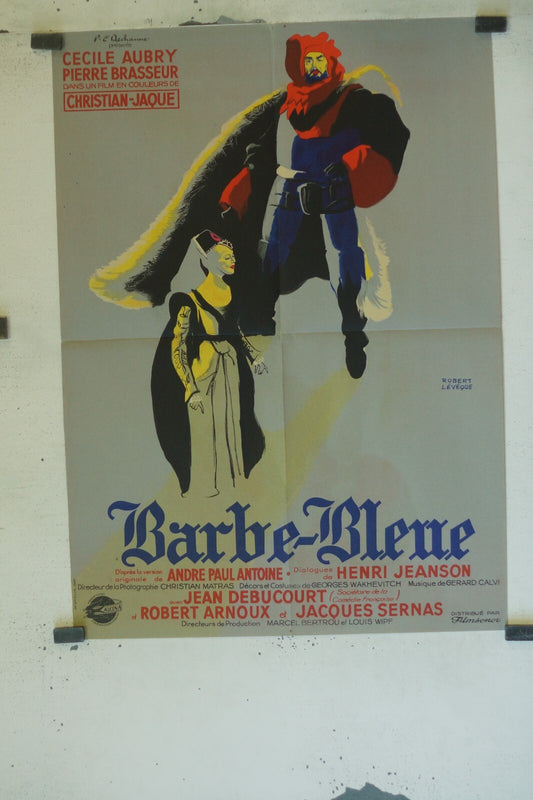 présente
CECILE AUBRY
PIERRE BRASSEUR
DANS UN FILM EN COULEURS DE
CHRISTIAN-JAQUE
ROBERT
LÉVÊQUE
Barbe-Bleue
D'après la version originale de ANDRE PAUL ANTOINE • Dialogues de HENRI JEANSON
Directeur de la Photographie CHRISTIAN MATRAS Décors et Costumes de GEORGES WAKHEVITCH Musique de GERARD CALVI
avec JEAN DEBUCOURT (Sociétaire de la Comédie Française)
et ROBERT ARNOUX et JACQUES SERNAS
Directeurs de Production MARCEL BERTROU et LOUIS WIPF
DISTRIBUÉ PAR
Filmsonor